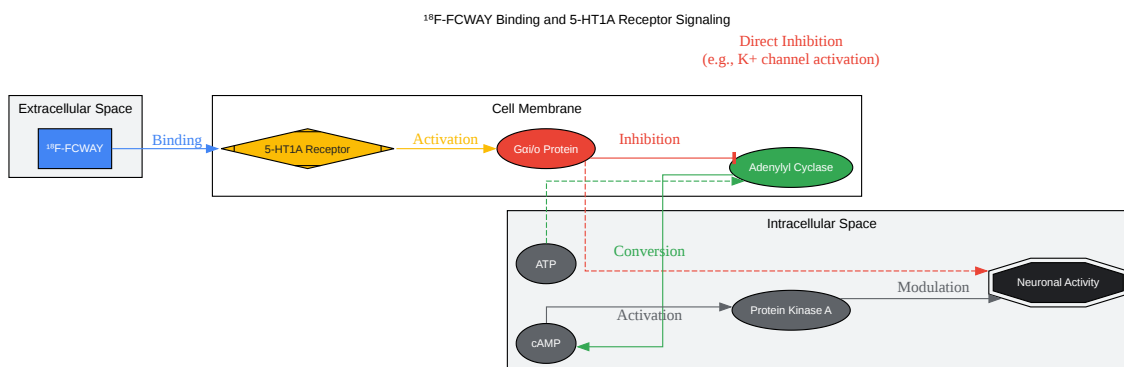 ¹⁸F-FCWAY Binding and 5-HT1A Receptor Signaling
Direct Inhibition
(e.g., K+ channel activation)
Extracellular Space
Cell Membrane
¹⁸F-FCWAY
Binding
5-HT1A Receptor
Activation
Gαi/o Protein
Inhibition
Adenylyl Cyclase
Intracellular Space
ATP
Conversion
Neuronal Activity
Modulation
Protein Kinase A
Activation
cAMP